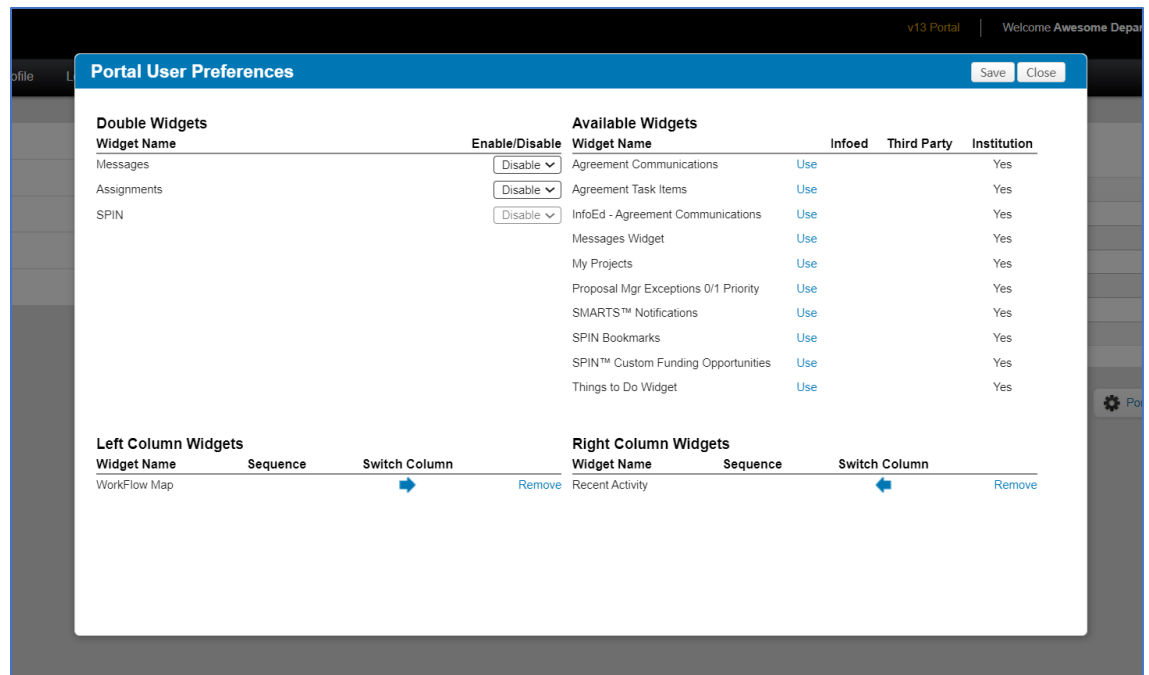 v13 Portal Welcome Awesome Depar
ofile L
Portal User Preferences Save Close
Double Widgets
Widget Name Enable/Disable
Messages Disable
Assignments Disable
SPIN Disable
Available Widgets
Widget Name Infoed Third Party Institution
Agreement Communications Use Yes
Agreement Task Items Use Yes
InfoEd - Agreement Communications Use Yes
Messages Widget Use Yes
My Projects Use Yes
Proposal Mgr Exceptions 0/1 Priority Use Yes
SMARTS™ Notifications Use Yes
SPIN Bookmarks Use Yes
SPIN™ Custom Funding Opportunities Use Yes
Things to Do Widget Use Yes
Po
Left Column Widgets
Widget Name Sequence Switch Column
WorkFlow Map Remove
Right Column Widgets
Widget Name Sequence Switch Column
Recent Activity Remove